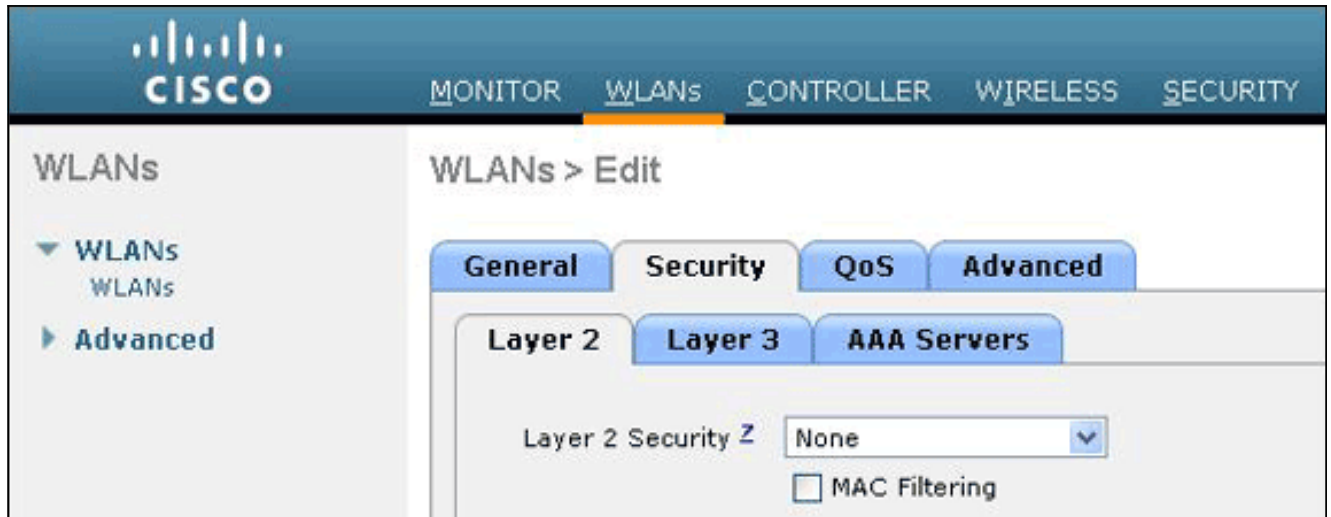 CISCO
MONITOR WLANs CONTROLLER WIRELESS SECURITY
WLANs
WLANs
WLANs
Advanced
WLANs > Edit
General Security QoS Advanced
Layer 2 Layer 3 AAA Servers
Layer 2 Security Z None
MAC Filtering